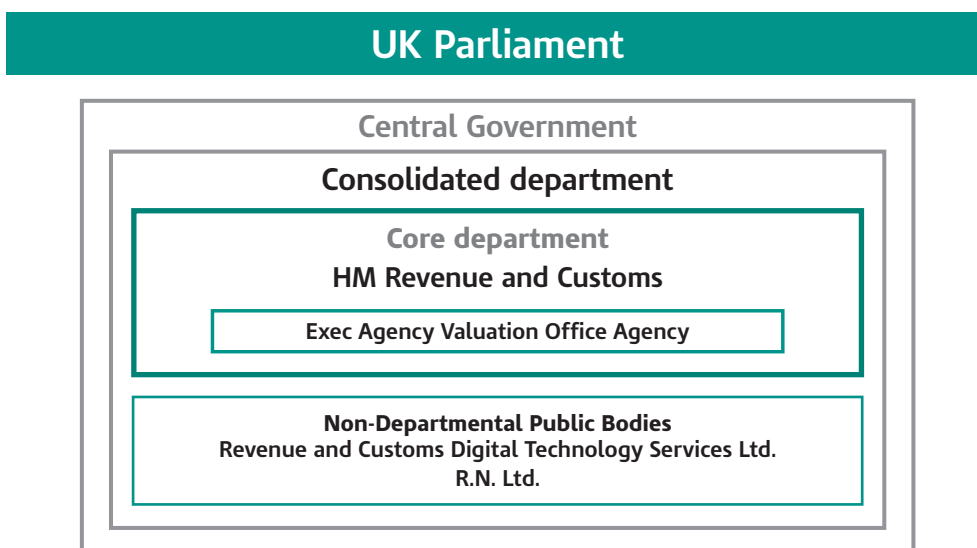 UK Parliament
Central Government
Consolidated department
Core department
HM Revenue and Customs
Exec Agency Valuation Office Agency
Non-Departmental Public Bodies
Revenue and Customs Digital Technology Services Ltd.
R.N. Ltd.